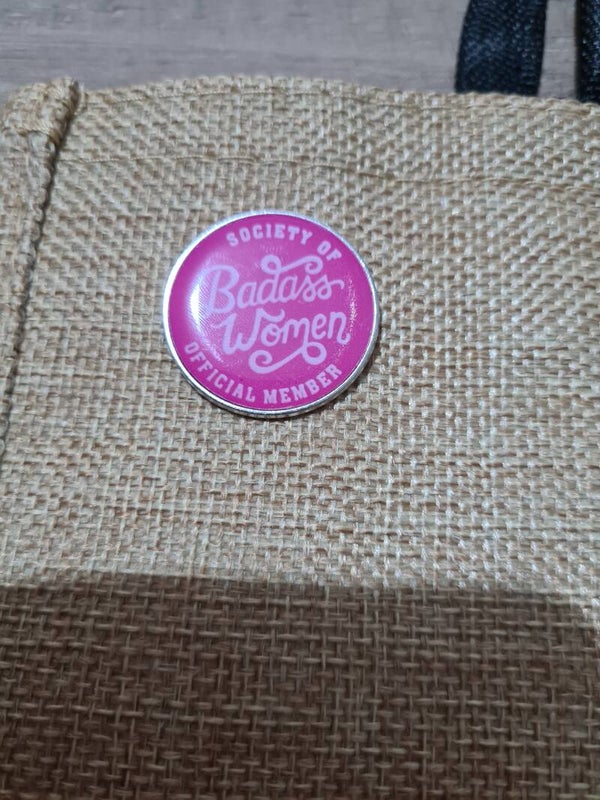 SOCIETY OF
Badass
Women
OFFICIAL MEMBER